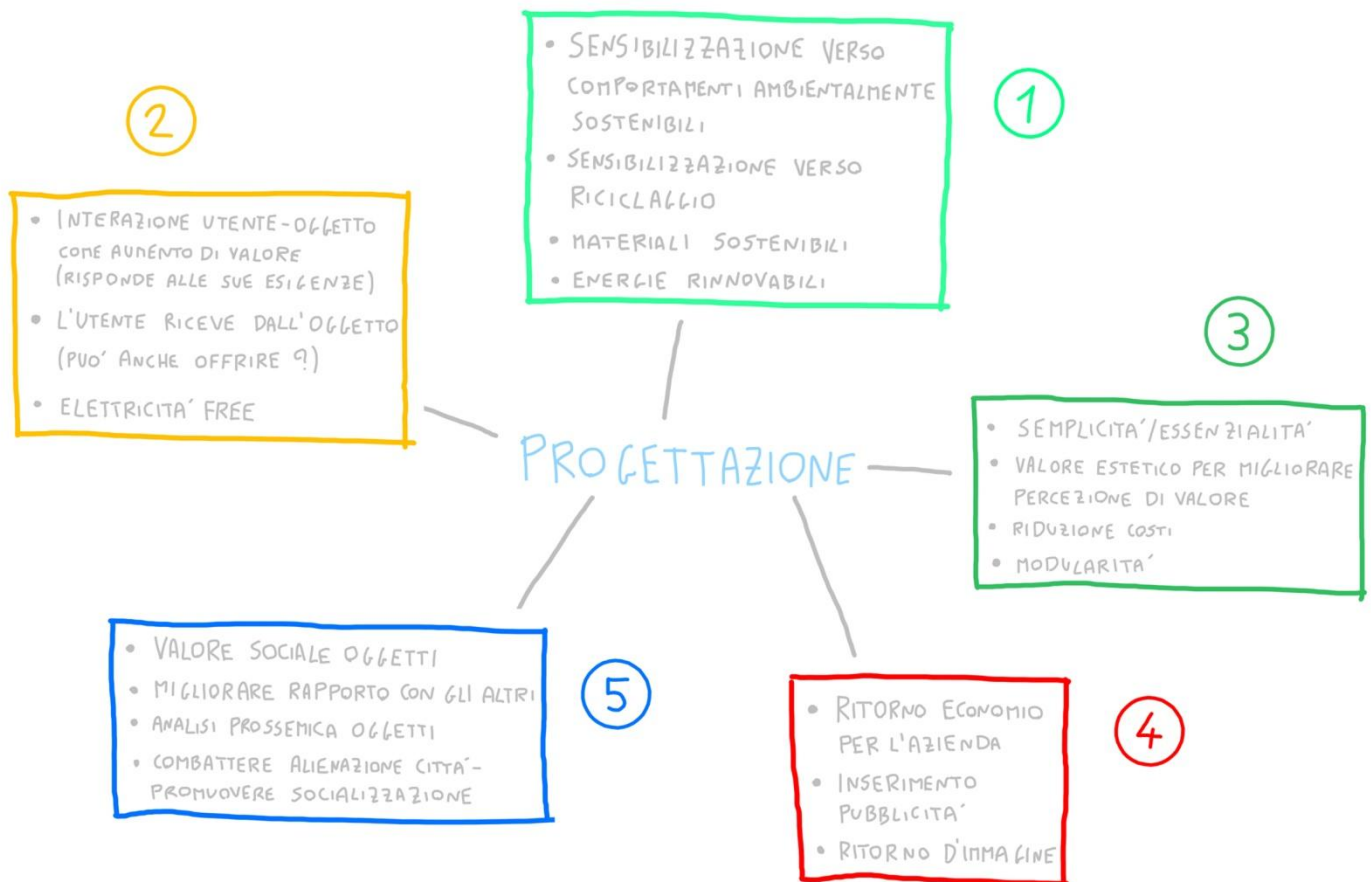 1
• SENSIBILIZZAZIONE VERSO
COMPORTAMENTI AMBIENTALMENTE
SOSTENIBILI
• SENSIBILIZZAZIONE VERSO
RICICLAGGIO
• MATERIALI SOSTENIBILI
• ENERGIE RINNOVABILI
2
• INTERAZIONE UTENTE-OGGETTO
COME AUMENTO DI VALORE
(RISPONDE ALLE SUE ESIGENZE)
• L'UTENTE RICEVE DALL'OGGETTO
(PUO' ANCHE OFFRIRE ?)
• ELETTRICITA' FREE
PROGETTAZIONE
3
• SEMPLICITA'/ESSENZIALITA'
• VALORE ESTETICO PER MIGLIORARE
PERCEZIONE DI VALORE
• RIDUZIONE COSTI
• MODULARITA'
4
• RITORNO ECONOMIO
PER L'AZIENDA
• INSERIMENTO
PUBBLICITA'
• RITORNO D'IMMAGINE
5
• VALORE SOCIALE OGGETTI
• MIGLIORARE RAPPORTO CON GLI ALTRI
• ANALISI PROSSEMICA OGGETTI
• COMBATTERE ALIENAZIONE CITTA'-
PROMUOVERE SOCIALIZZAZIONE